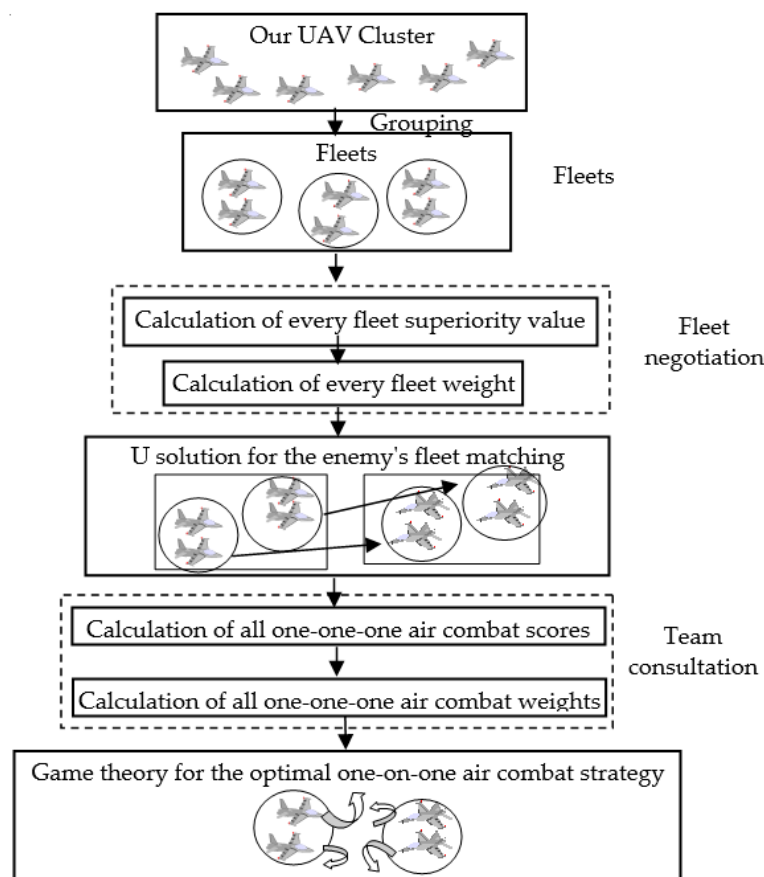 Our UAV Cluster
Grouping
Fleets
Fleets
Calculation of every fleet superiority value
Fleet
negotiation
Calculation of every fleet weight
U solution for the enemy's fleet matching
Calculation of all one-one-one air combat scores
Team
consultation
Calculation of all one-one-one air combat weights
Game theory for the optimal one-on-one air combat strategy